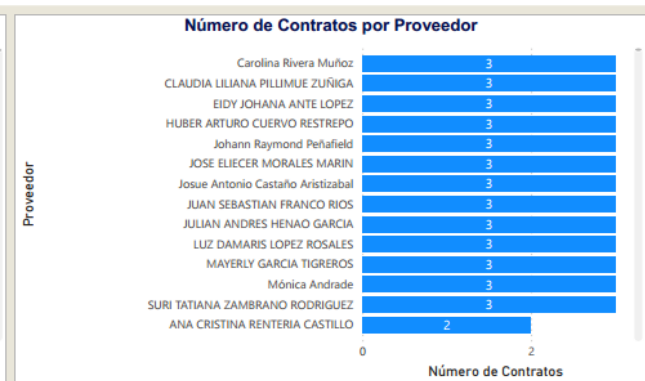 Número de Contratos por Proveedor
Proveedor
Carolina Rivera Muñoz 3
CLAUDIA LILIANA PILLIMUE ZUÑIGA 3
EIDY JOHANA ANTE LOPEZ 3
HUBER ARTURO CUERVO RESTREPO 3
Johann Raymond Peñafield 3
JOSE ELIECER MORALES MARIN 3
Josue Antonio Castaño Aristizabal 3
JUAN SEBASTIAN FRANCO RIOS 3
JULIAN ANDRES HENAO GARCIA 3
LUZ DAMARIS LOPEZ ROSALES 3
MAYERLY GARCIA TIGREROS 3
Mónica Andrade 3
SURI TATIANA ZAMBRANO RODRIGUEZ 3
ANA CRISTINA RENTERIA CASTILLO 2
0 2
Número de Contratos